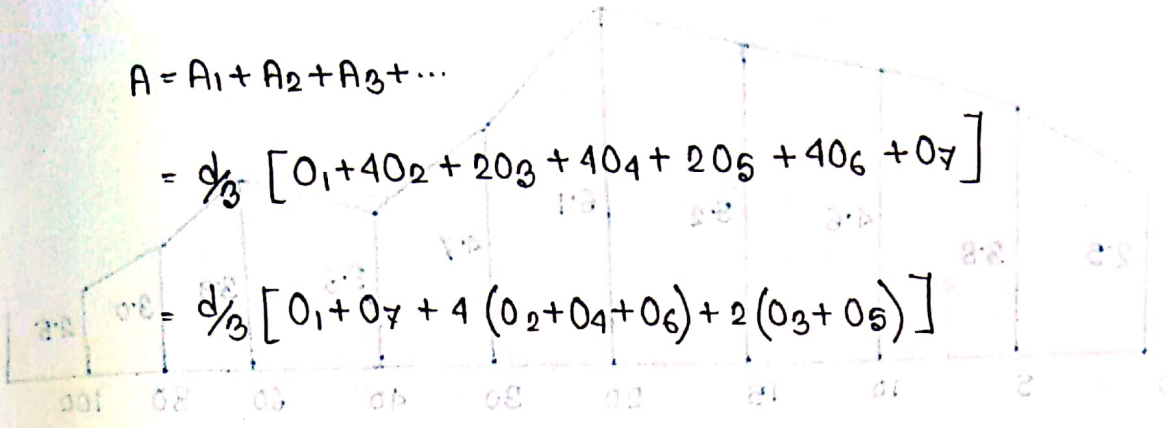 A = A1 + A2 + A3 + ...
= d/3 [O1 + 4O2 + 2O3 + 4O4 + 2O5 + 4O6 + O7]
= d/3 [O1 + O7 + 4 (O2 + O4 + O6) + 2 (O3 + O5)]